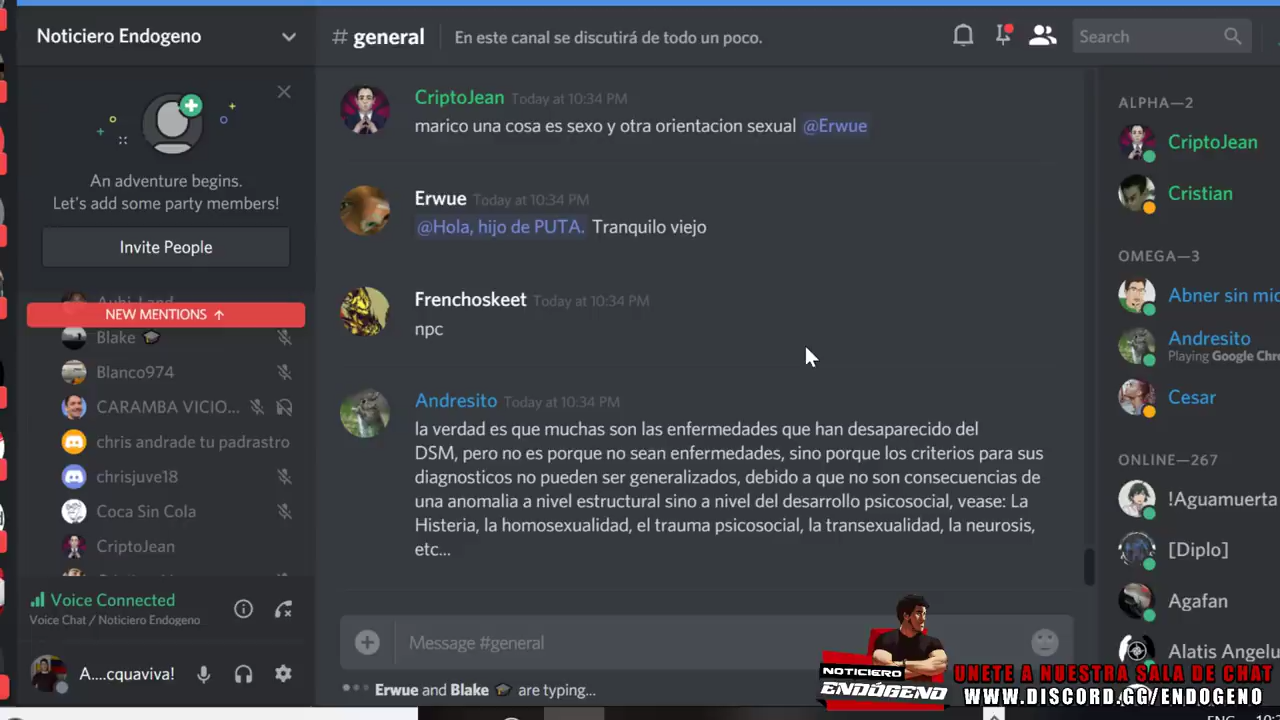 Noticiero Endogeno
# general
En este canal se discutirá de todo un poco.
Search
An adventure begins.
Let's add some party members!
Invite People
NEW MENTIONS ↑
Blake
Blanco974
CARAMBA VICIO...
chris andrade tu padrastro
chrisjuve18
Coca Sin Cola
CriptoJean
Voice Connected
Voice Chat / Noticiero Endogeno
A....cquaviva!
CriptoJean Today at 10:34 PM
marico una cosa es sexo y otra orientacion sexual @Erwue
Erwue Today at 10:34 PM
@Hola, hijo de PUTA. Tranquilo viejo
Frenchoskeet Today at 10:34 PM
npc
Andresito Today at 10:34 PM
la verdad es que muchas son las enfermedades que han desaparecido del
DSM, pero no es porque no sean enfermedades, sino porque los criterios para sus
diagnosticos no pueden ser generalizados, debido a que no son consecuencias de
una anomalia a nivel estructural sino a nivel del desarrollo psicosocial, vease: La
Histeria, la homosexualidad, el trauma psicosocial, la transexualidad, la neurosis,
etc...
Message #general
Erwue and Blake are typing...
ALPHA—2
CriptoJean
Cristian
OMEGA—3
Abner sin mic
Andresito
Playing Google Chro
Cesar
ONLINE—267
!Aguamuerta
[Diplo]
Agafan
Alatis Angelu
NOTICIERO
ENDÓGENO
UNETE A NUESTRA SALA DE CHAT
WWW.DISCORD.GG/ENDOGENO
ENG